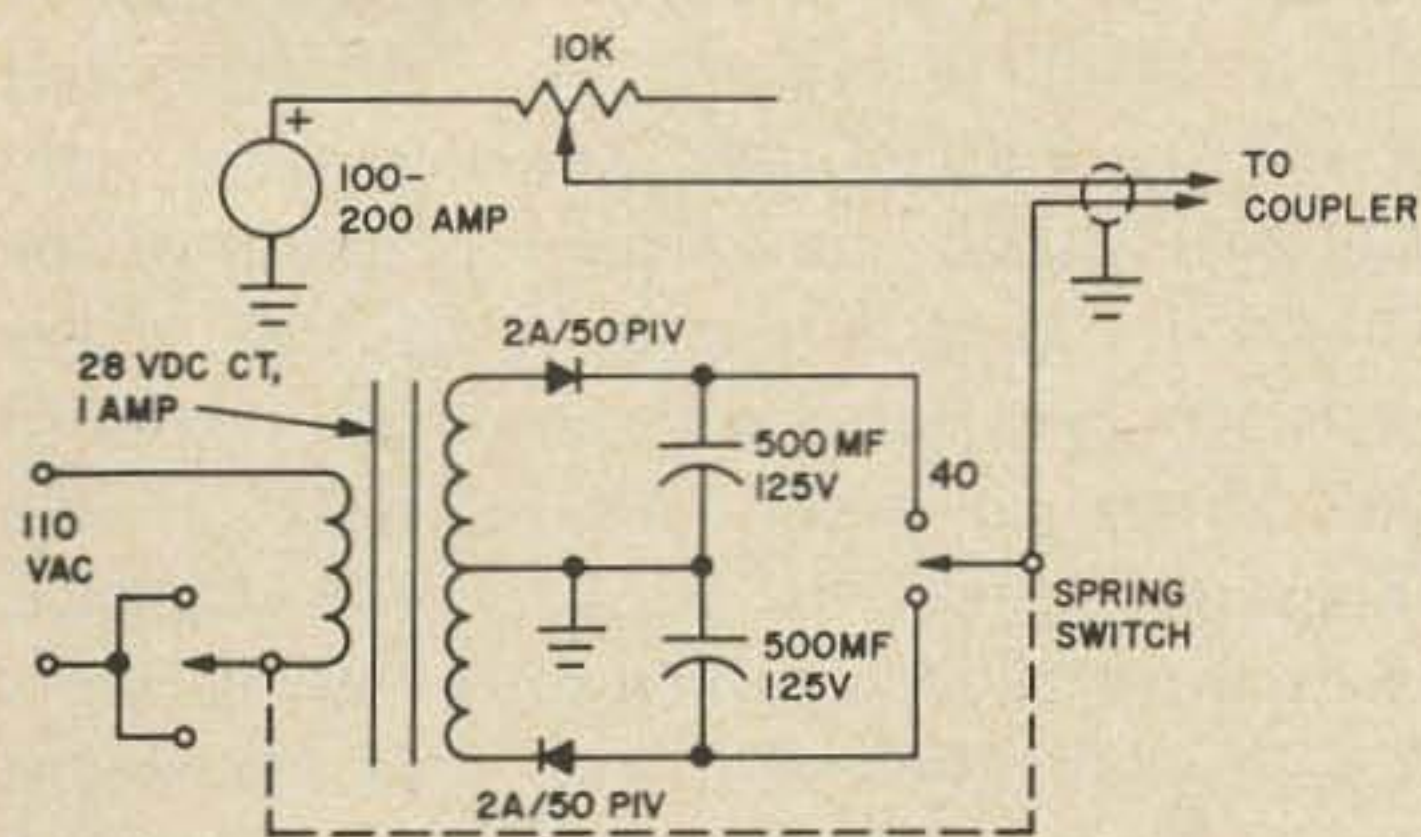 10K
+
100-
200 AMP
TO
COUPLER
2A/50 PIV
28 VDC CT,
1 AMP
500 MF
125V
40
110
VAC
SPRING
SWITCH
500MF
125V
2A/50 PIV